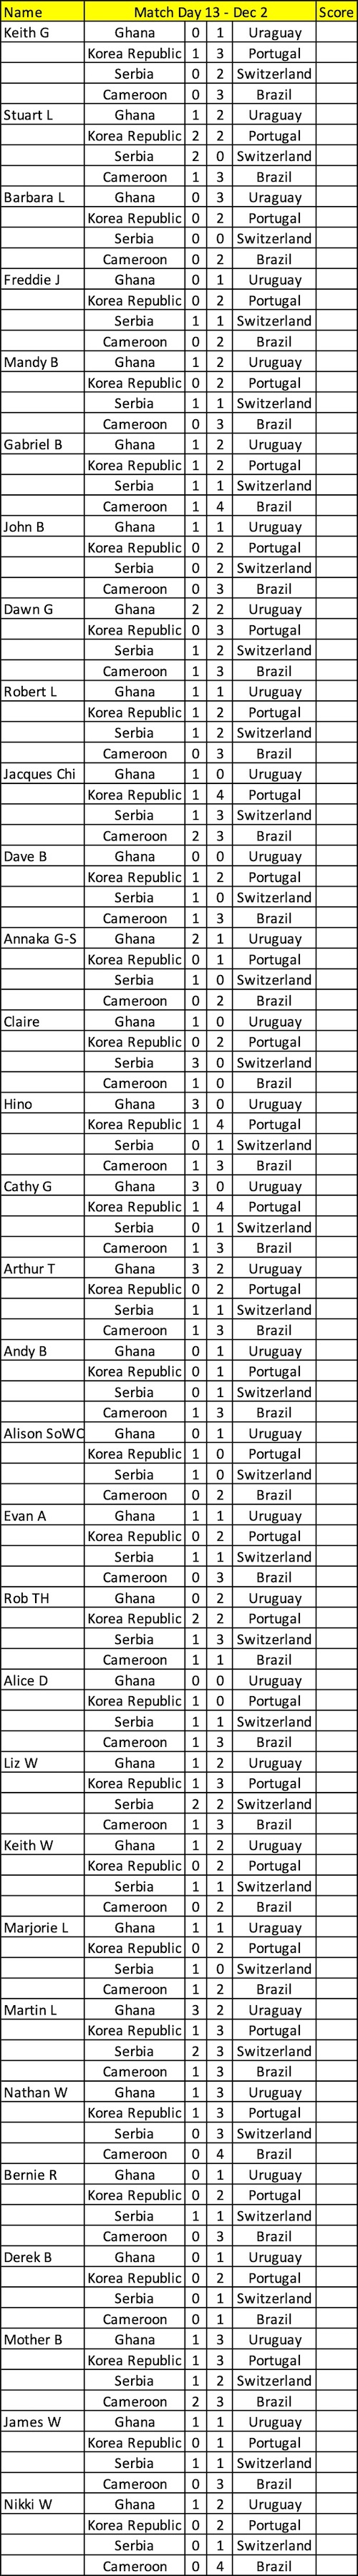 Name Match Day 13 - Dec 2 Score
Keith G Ghana 0 1 Uruguay
Korea Republic 1 3 Portugal
Serbia 0 2 Switzerland
Cameroon 0 3 Brazil
Stuart L Ghana 1 2 Uruguay
Korea Republic 2 2 Portugal
Serbia 2 0 Switzerland
Cameroon 1 3 Brazil
Barbara L Ghana 0 3 Uraguay
Korea Republic 0 2 Portugal
Serbia 0 0 Switzerland
Cameroon 0 2 Brazil
Freddie J Ghana 0 1 Uruguay
Korea Republic 0 2 Portugal
Serbia 1 1 Switzerland
Cameroon 0 2 Brazil
Mandy B Ghana 1 2 Uruguay
Korea Republic 0 2 Portugal
Serbia 1 1 Switzerland
Cameroon 0 3 Brazil
Gabriel B Ghana 1 2 Uruguay
Korea Republic 1 2 Portugal
Serbia 1 1 Switzerland
Cameroon 1 4 Brazil
John B Ghana 1 1 Uruguay
Korea Republic 0 2 Portugal
Serbia 0 2 Switzerland
Cameroon 0 3 Brazil
Dawn G Ghana 2 2 Uruguay
Korea Republic 0 3 Portugal
Serbia 1 2 Switzerland
Cameroon 1 3 Brazil
Robert L Ghana 1 1 Uruguay
Korea Republic 1 2 Portugal
Serbia 1 2 Switzerland
Cameroon 0 3 Brazil
Jacques Chi Ghana 1 0 Uruguay
Korea Republic 1 4 Portugal
Serbia 1 3 Switzerland
Cameroon 2 3 Brazil
Dave B Ghana 0 0 Uruguay
Korea Republic 1 2 Portugal
Serbia 1 0 Switzerland
Cameroon 1 3 Brazil
Annaka G-S Ghana 2 1 Uruguay
Korea Republic 0 1 Portugal
Serbia 1 0 Switzerland
Cameroon 0 2 Brazil
Claire Ghana 1 0 Uruguay
Korea Republic 0 2 Portugal
Serbia 3 0 Switzerland
Cameroon 1 0 Brazil
Hino Ghana 3 0 Uruguay
Korea Republic 1 4 Portugal
Serbia 0 1 Switzerland
Cameroon 1 3 Brazil
Cathy G Ghana 3 0 Uruguay
Korea Republic 1 4 Portugal
Serbia 0 1 Switzerland
Cameroon 1 3 Brazil
Arthur T Ghana 3 2 Uruguay
Korea Republic 0 2 Portugal
Serbia 1 1 Switzerland
Cameroon 1 3 Brazil
Andy B Ghana 0 1 Uruguay
Korea Republic 0 1 Portugal
Serbia 0 1 Switzerland
Cameroon 1 3 Brazil
Alison SoWC Ghana 0 1 Uruguay
Korea Republic 1 0 Portugal
Serbia 1 0 Switzerland
Cameroon 0 2 Brazil
Evan A Ghana 1 1 Uruguay
Korea Republic 0 2 Portugal
Serbia 1 1 Switzerland
Cameroon 0 3 Brazil
Rob TH Ghana 0 2 Uruguay
Korea Republic 2 2 Portugal
Serbia 1 3 Switzerland
Cameroon 1 1 Brazil
Alice D Ghana 0 0 Uruguay
Korea Republic 1 0 Portugal
Serbia 1 1 Switzerland
Cameroon 1 3 Brazil
Liz W Ghana 1 2 Uruguay
Korea Republic 1 3 Portugal
Serbia 2 2 Switzerland
Cameroon 1 3 Brazil
Keith W Ghana 1 2 Uruguay
Korea Republic 0 2 Portugal
Serbia 1 1 Switzerland
Cameroon 0 2 Brazil
Marjorie L Ghana 1 1 Uraguay
Korea Republic 0 2 Portugal
Serbia 1 0 Switzerland
Cameroon 1 2 Brazil
Martin L Ghana 3 2 Uraguay
Korea Republic 1 3 Portugal
Serbia 2 3 Switzerland
Cameroon 1 3 Brazil
Nathan W Ghana 1 3 Uruguay
Korea Republic 1 3 Portugal
Serbia 0 3 Switzerland
Cameroon 0 4 Brazil
Bernie R Ghana 0 1 Uruguay
Korea Republic 0 2 Portugal
Serbia 1 1 Switzerland
Cameroon 0 3 Brazil
Derek B Ghana 0 1 Uruguay
Korea Republic 0 2 Portugal
Serbia 0 1 Switzerland
Cameroon 0 1 Brazil
Mother B Ghana 1 3 Uruguay
Korea Republic 1 3 Portugal
Serbia 1 2 Switzerland
Cameroon 2 3 Brazil
James W Ghana 1 1 Uruguay
Korea Republic 0 1 Portugal
Serbia 1 1 Switzerland
Cameroon 0 3 Brazil
Nikki W Ghana 1 2 Uruguay
Korea Republic 0 2 Portugal
Serbia 0 1 Switzerland
Cameroon 0 4 Brazil